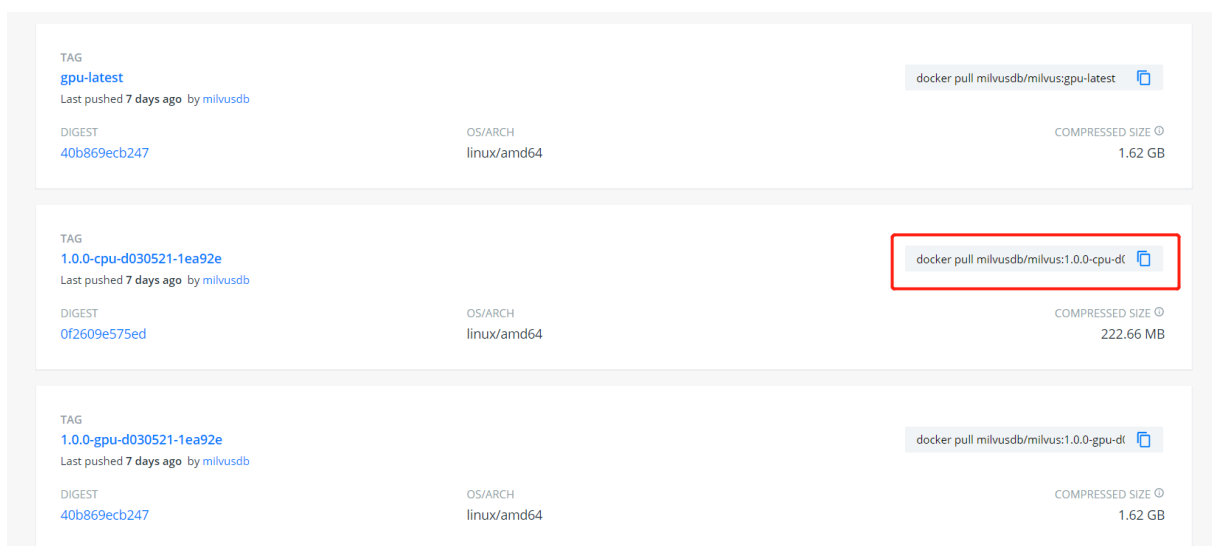 TAG
gpu-latest
docker pull milvusdb/milvus:gpu-latest
Last pushed 7 days ago by milvusdb
DIGEST
OS/ARCH
COMPRESSED SIZE
40b869ecb247
linux/amd64
1.62 GB
TAG
1.0.0-cpu-d030521-1ea92e
docker pull milvusdb/milvus:1.0.0-cpu-d0
Last pushed 7 days ago by milvusdb
DIGEST
OS/ARCH
COMPRESSED SIZE
0f2609e575ed
linux/amd64
222.66 MB
TAG
1.0.0-gpu-d030521-1ea92e
docker pull milvusdb/milvus:1.0.0-gpu-d0
Last pushed 7 days ago by milvusdb
DIGEST
OS/ARCH
COMPRESSED SIZE
40b869ecb247
linux/amd64
1.62 GB